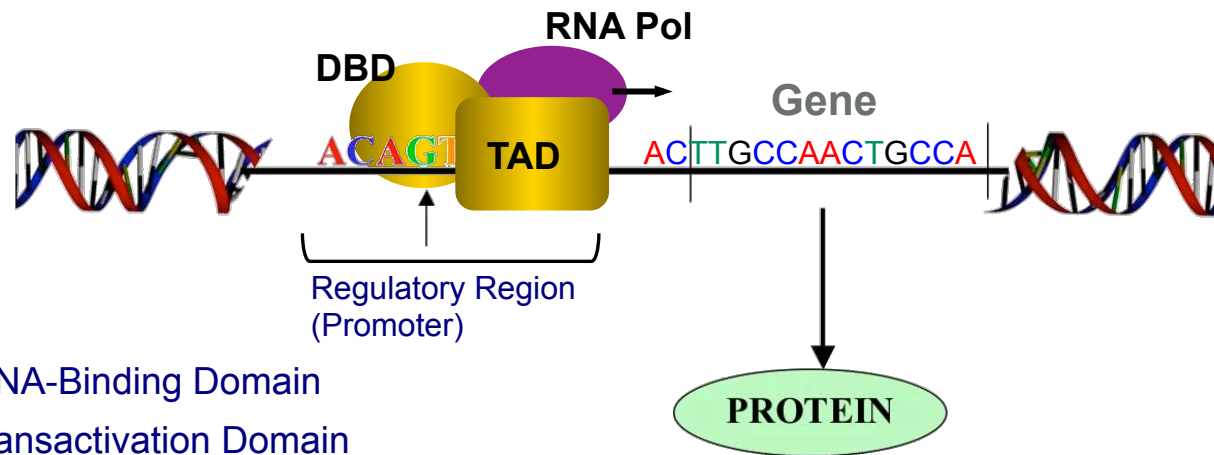 RNA Pol
DBD
Gene
ACAGT
TAD
ACTTGCCAACTGCCA
Regulatory Region
(Promoter)
NA-Binding Domain
ansactivation Domain
PROTEIN